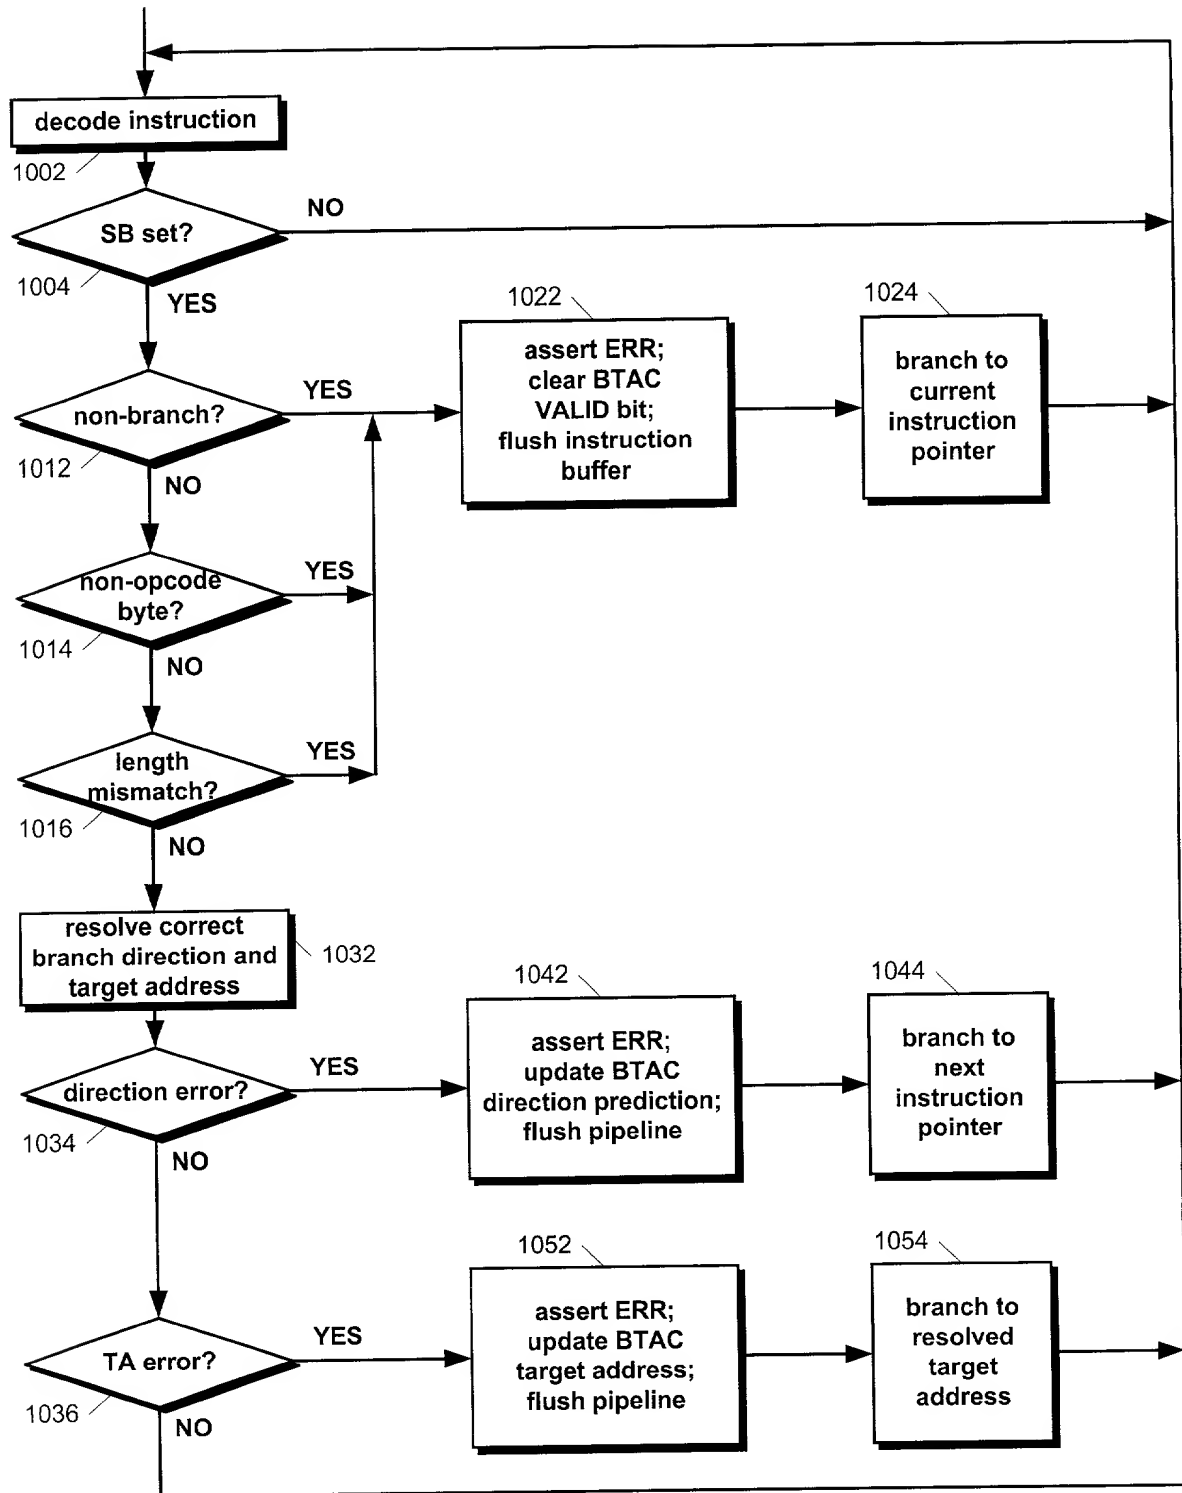 decode instruction
1002
SB set?
NO
1004
YES
non-branch?
YES
1012
NO
1022
assert ERR;
clear BTAC
VALID bit;
flush instruction
buffer
1024
branch to
current
instruction
pointer
non-opcode
byte?
YES
1014
NO
length
mismatch?
YES
1016
NO
resolve correct
branch direction and
target address
1032
direction error?
YES
1034
NO
1042
assert ERR;
update BTAC
direction prediction;
flush pipeline
1044
branch to
next
instruction
pointer
TA error?
YES
1036
NO
1052
assert ERR;
update BTAC
target address;
flush pipeline
1054
branch to
resolved
target
address